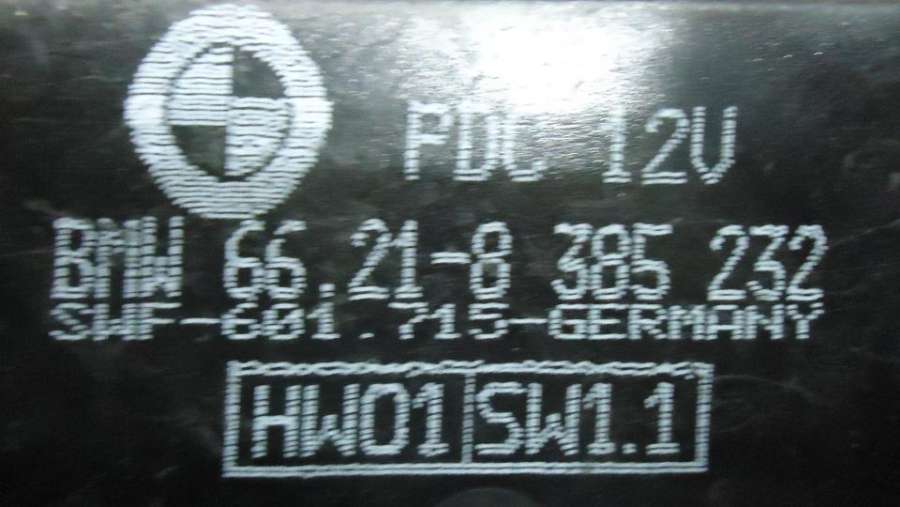 PDC 12V
BMW 66.21-8 385 232
SWF-601.715-GERMANY
HW01 SW1.1